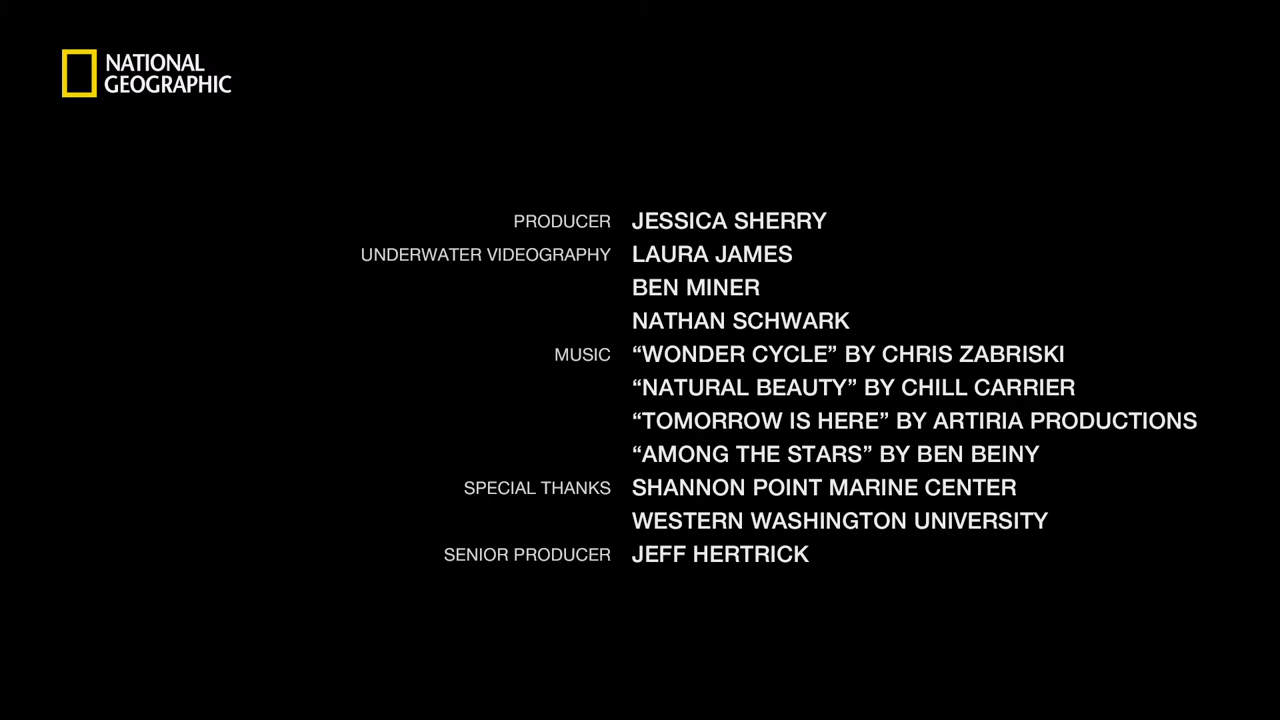 NATIONAL
GEOGRAPHIC
PRODUCER JESSICA SHERRY
UNDERWATER VIDEOGRAPHY LAURA JAMES
BEN MINER
NATHAN SCHWARK
MUSIC “WONDER CYCLE” BY CHRIS ZABRISKI
“NATURAL BEAUTY” BY CHILL CARRIER
“TOMORROW IS HERE” BY ARTIRIA PRODUCTIONS
“AMONG THE STARS” BY BEN BEINY
SPECIAL THANKS SHANNON POINT MARINE CENTER
WESTERN WASHINGTON UNIVERSITY
SENIOR PRODUCER JEFF HERTRICK